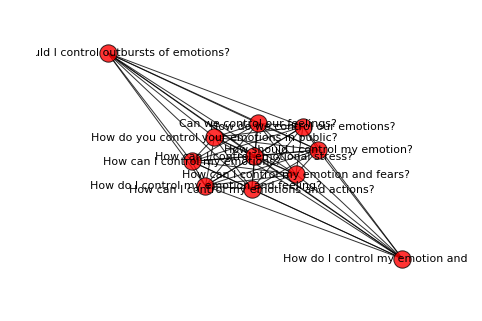 uld I control outbursts of emotions?
Can we control our feelings?
How control our emotions?
How do you control your emotions in public?
How should I control my emotion?
How can I control emotional stress?
How can I control my emotions?
How can I control my emotion and fears?
How do I control my emotion and feeling?
How can I control my emotions and actions?
How do I control my emotion and